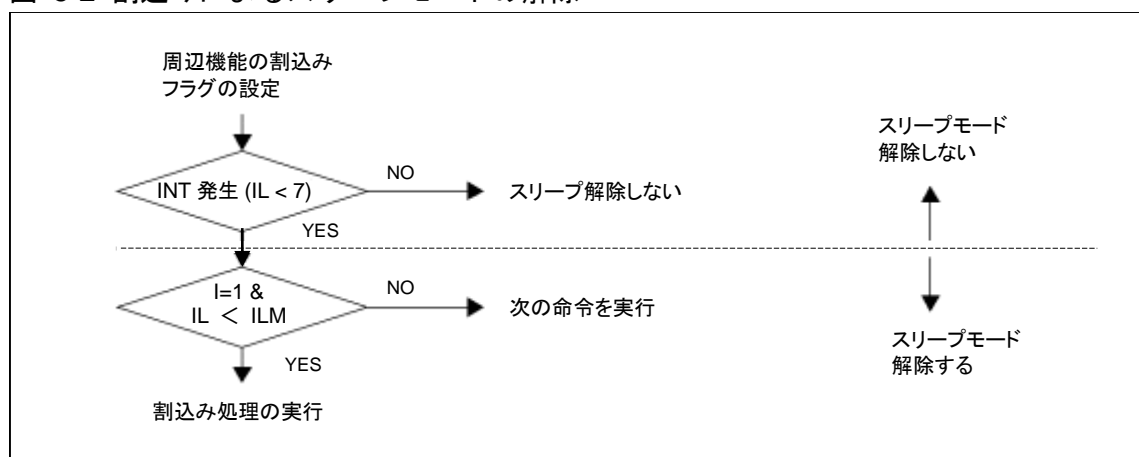 周辺機能の割込み
フラグの設定
INT 発生 (IL < 7)
NO
スリープ解除しない
YES
I=1 &
IL < ILM
NO
次の命令を実行
YES
割込み処理の実行
スリープモード
解除しない
スリープモード
解除する